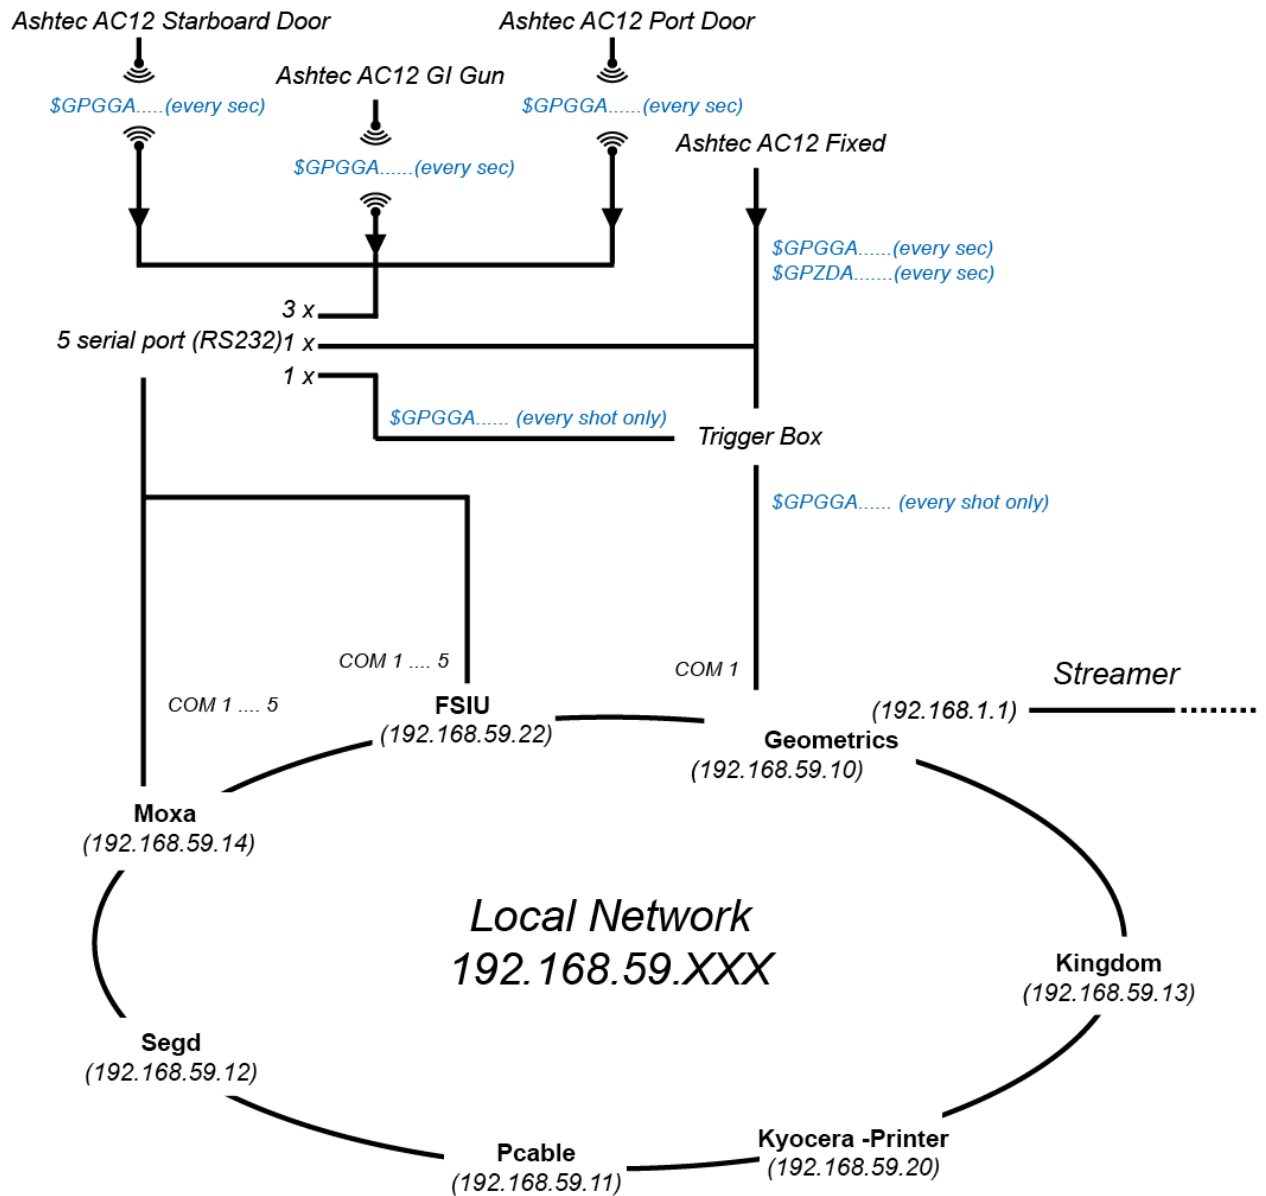 Ashtec AC12 Starboard Door
Ashtec AC12 Port Door
Ashtec AC12 GI Gun
$GPGGA.....(every sec)
$GPGGA......(every sec)
Ashtec AC12 Fixed
$GPGGA......(every sec)
$GPGGA......(every sec)
$GPZDA.......(every sec)
3 x
5 serial port (RS232)1 x
1 x
$GPGGA...... (every shot only)
Trigger Box
$GPGGA...... (every shot only)
COM 1 .... 5
COM 1
Streamer
COM 1 .... 5
FSIU
(192.168.59.22)
(192.168.1.1)
Geometrics
(192.168.59.10)
Moxa
(192.168.59.14)
Local Network
192.168.59.XXX
Kingdom
(192.168.59.13)
Segd
(192.168.59.12)
Kyocera -Printer
(192.168.59.20)
Pcable
(192.168.59.11)